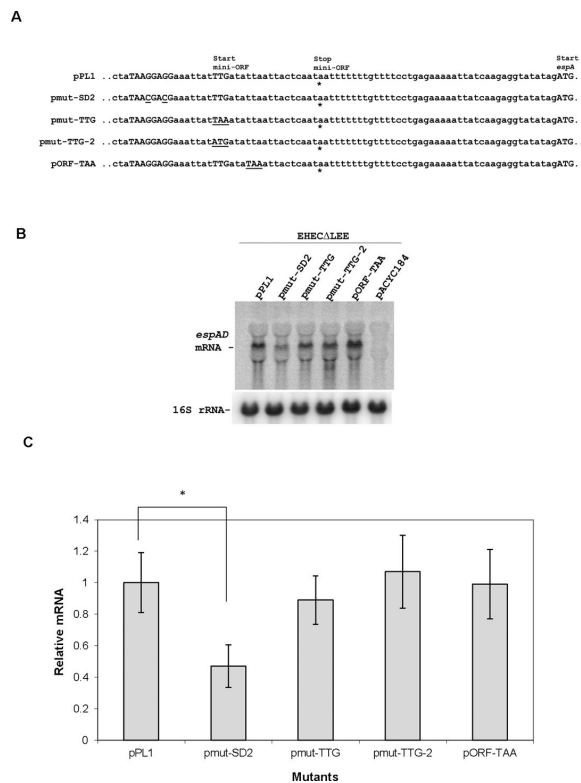 A
Start
mini-ORF
Stop
mini-ORF
Start
espA
pPL1 ..ctaTAAGGAGGaaattatTTGatattaattactcaataatttttttgttttcctgagaaaaattatcaagaggtatatagATG.
*
pmut-SD2 ..ctaTAACGACGaaattatTTGatattaattactcaataatttttttgttttcctgagaaaaattatcaagaggtatatagATG.
*
pmut-TTG ..ctaTAAGGAGGaaattatTAAatattaattactcaataatttttttgttttcctgagaaaaattatcaagaggtatatagATG.
*
pmut-TTG-2 ..ctaTAAGGAGGaaattatATGatattaattactcaataatttttttgttttcctgagaaaaattatcaagaggtatatagATG.
*
pORF-TAA ..ctaTAAGGAGGaaattatTTGataTAAattactcaataatttttttgttttcctgagaaaaattatcaagaggtatatagATG.
*
B
EHECΔLEE
pPL1
pmut-SD2
pmut-TTG
pmut-TTG-2
pORF-TAA
pACYC184
espAD
mRNA -
16S rRNA-
C
*
1.4
1.2
1
0.8
0.6
0.4
0.2
0
Relative mRNA
pPL1 pmut-SD2 pmut-TTG pmut-TTG-2 pORF-TAA
Mutants